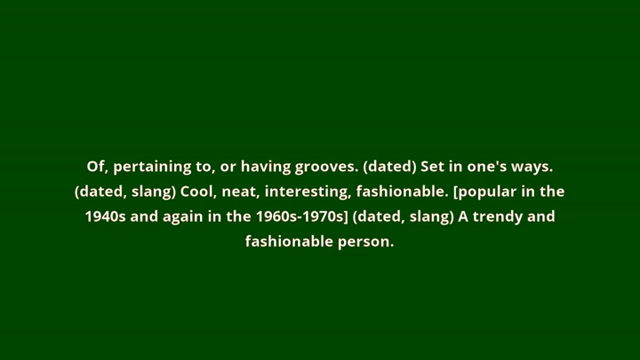 Of, pertaining to, or having grooves. (dated) Set in one's ways.
(dated, slang) Cool, neat, interesting, fashionable. [popular in the
1940s and again in the 1960s-1970s] (dated, slang) A trendy and
fashionable person.